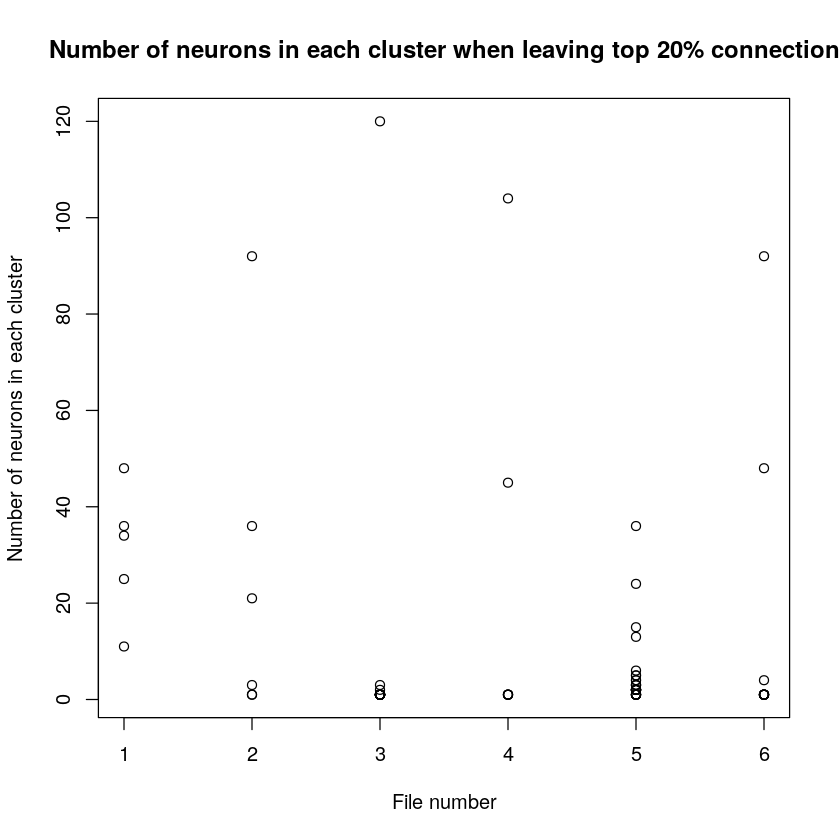 Number of neurons in each cluster when leaving top 20% connection
Number of neurons in each cluster
120
100
80
60
40
20
0
1 2 3 4 5 6
File number